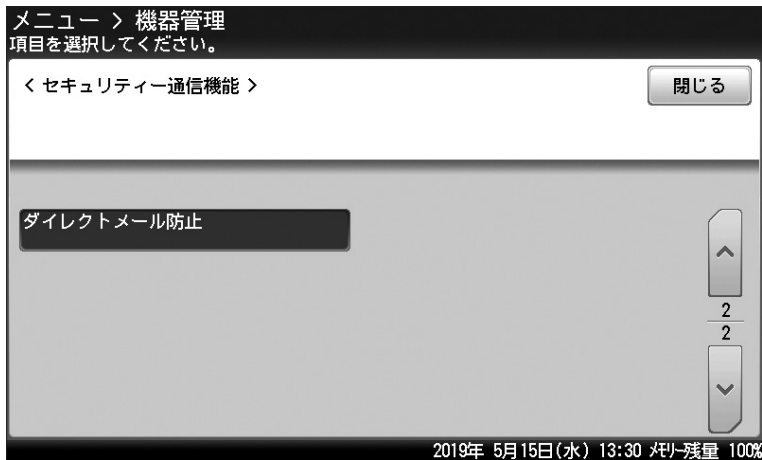 メニュー > 機器管理
項目を選択してください。
< セキュリティー通信機能 >
閉じる
ダイレクトメール防止
2
2
2019年 5月15日(水) 13:30 ﾒﾓﾘｰ残量 100%